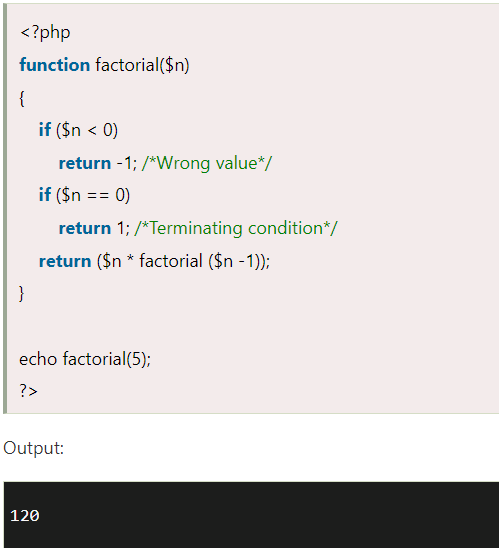 <?php
function factorial($n)
{
if ($n < 0)
return -1; /*Wrong value*/
if ($n == 0)
return 1; /*Terminating condition*/
return ($n * factorial ($n -1));
}
echo factorial(5);
?>
Output:
120